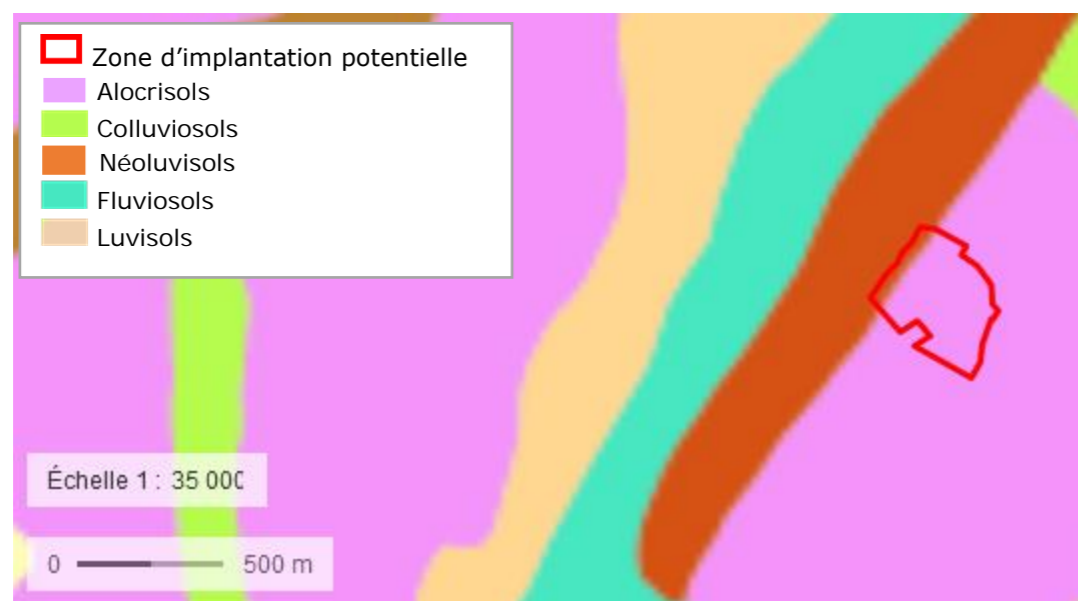 Zone d'implantation potentielle
Alocrisols
Colluviosols
Néoluvisols
Fluviosols
Luvisols
Échelle 1 : 35 000
0 500 m